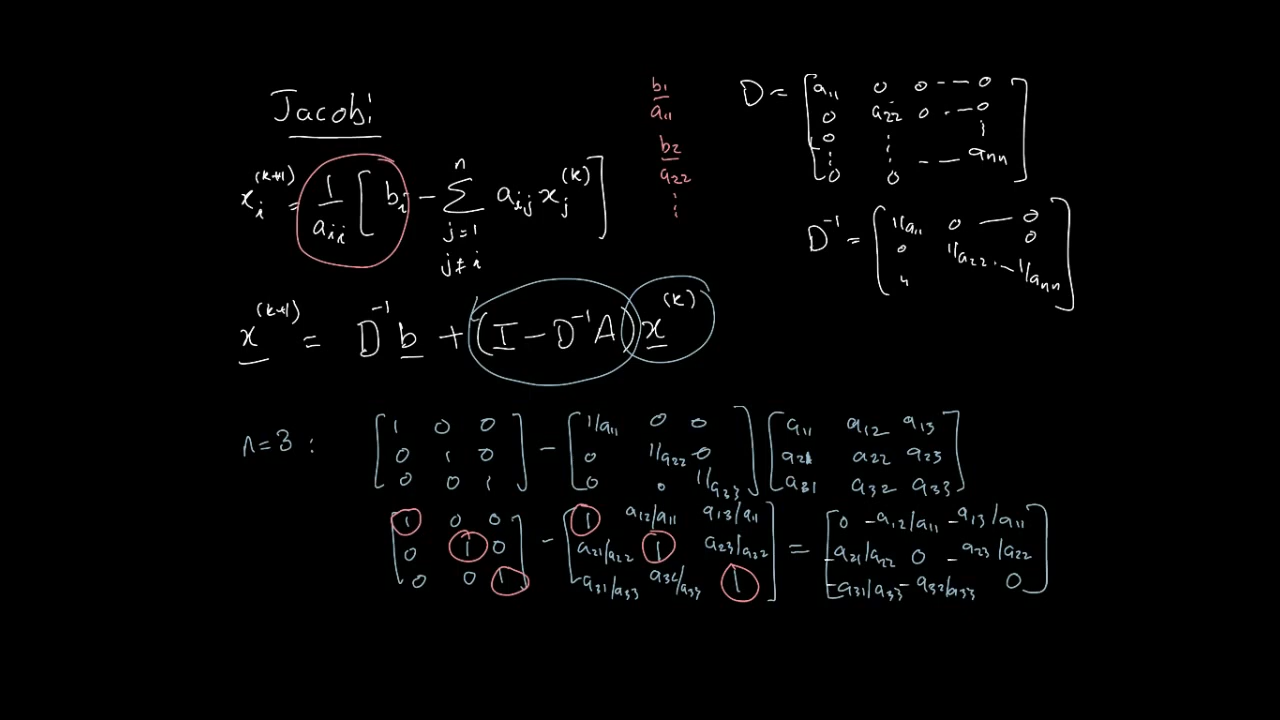 Jacobi
x_i^(k+1) = 1/a_ii [ b_i - Σ_{j=1, j≠i}^n a_ij x_j^(k) ]
b1/a11
b2/a22
⋮
D = [ a11 0 0 -- 0
0 a22 0 -- 0
0 ⋮ ⋮
⋮ 0 -- ann
0 ]
D^-1 = [ 1/a11 0 — 0
0 1/a22 .. 0
1/ann ]
x^(k+1) = D^-1 b + (I - D^-1 A) x^(k)
n=3 :
[ 1 0 0 ] - [ 1/a11 0 0 ] [ a11 a12 a13 ]
[ 0 1 0 ] [ 0 1/a22 0 ] [ a21 a22 a23 ]
[ 0 0 1 ] [ 0 0 1/a33 ] [ a31 a32 a33 ]
[ 1 0 0 ] - [ 1 a12/a11 a13/a11 ] = [ 0 -a12/a11 -a13/a11 ]
[ 0 1 0 ] [ a21/a22 1 a23/a22 ] [ -a21/a22 0 -a23/a22 ]
[ 0 0 1 ] [ a31/a33 a32/a33 1 ] [ -a31/a33 -a32/a33 0 ]